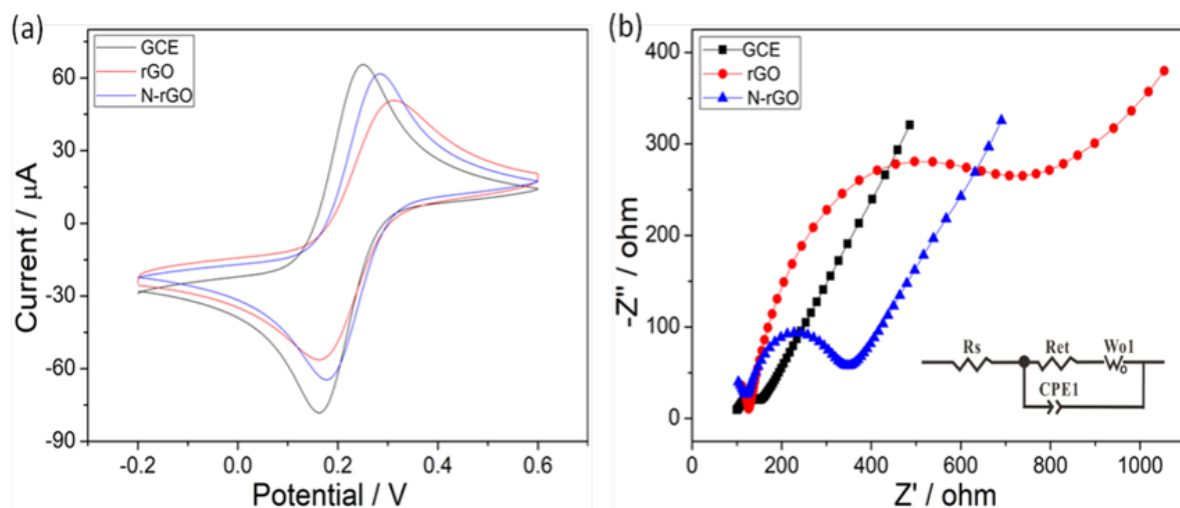 (a)
GCE
rGO
N-rGO
60
30
0
-30
-60
-90
Current / μA
-0.2
0.0
0.2
0.4
0.6
Potential / V
(b)
GCE
rGO
N-rGO
400
300
200
100
0
-Z'' / ohm
Rs
Ret
Wo1
CPE1
0
200
400
600
800
1000
Z' / ohm